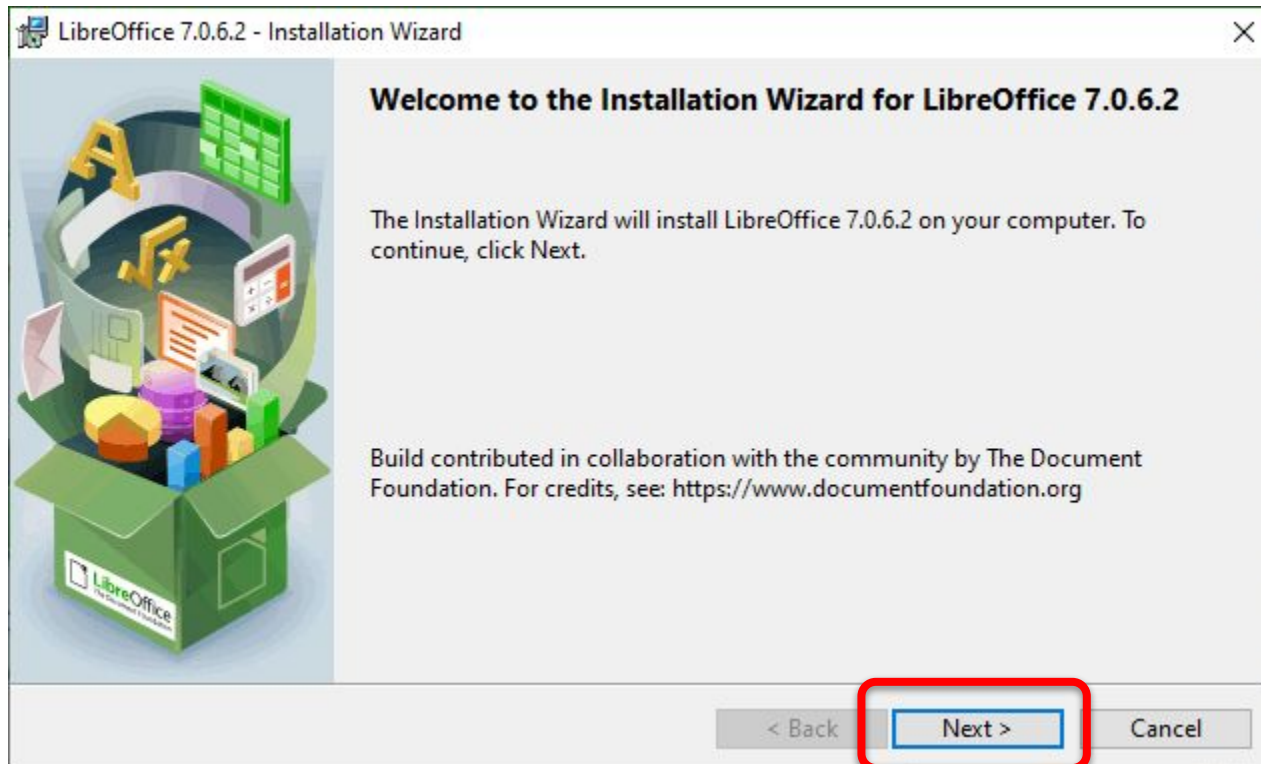 LibreOffice 7.0.6.2 - Installation Wizard
Welcome to the Installation Wizard for LibreOffice 7.0.6.2
The Installation Wizard will install LibreOffice 7.0.6.2 on your computer. To
continue, click Next.
Build contributed in collaboration with the community by The Document
Foundation. For credits, see: https://www.documentfoundation.org
LibreOffice
The Document Foundation
< Back
Next >
Cancel